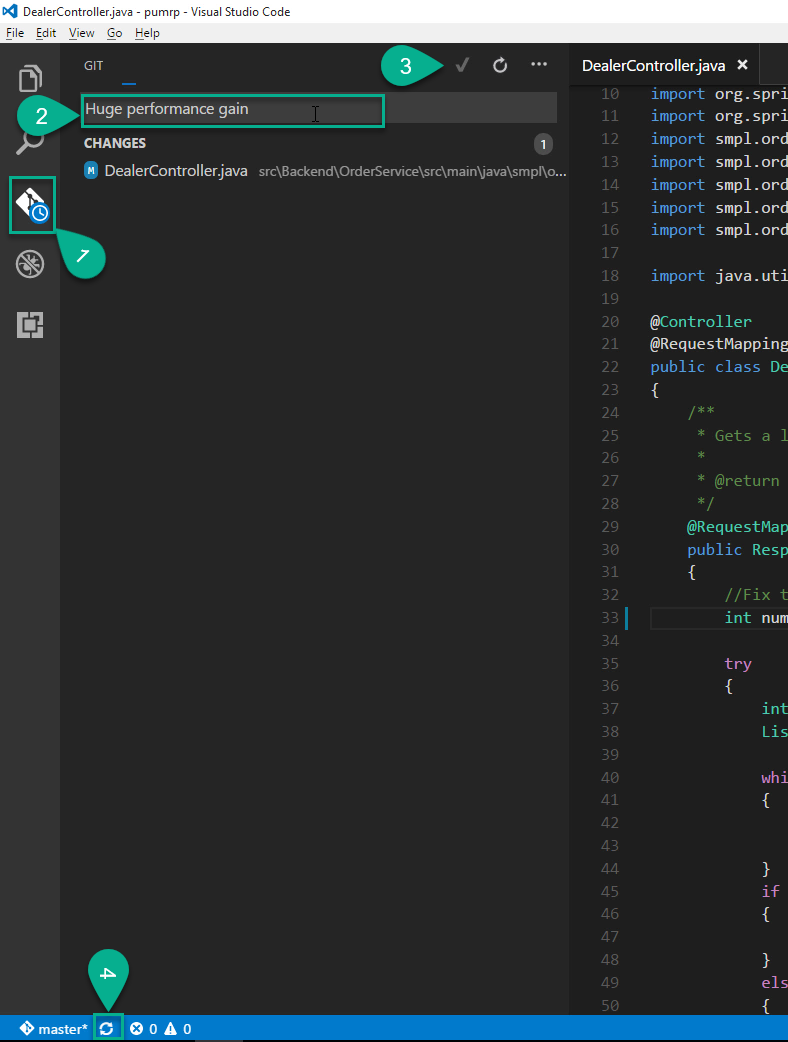 DealerController.java - pumrp - Visual Studio Code
File Edit View Go Help
GIT
3
DealerController.java
2
Huge performance gain
CHANGES
1
M DealerController.java src\Backend\OrderService\src\main\java\smpl\o...
1
10 import org.spri
11 import org.spri
12 import smpl.ord
13 import smpl.ord
14 import smpl.ord
15 import smpl.ord
16 import smpl.ord
17
18 import java.uti
19
20 @Controller
21 @RequestMapping
22 public class De
23 {
24 /**
25 * Gets a l
26 *
27 * @return
28 */
29 @RequestMap
30 public Resp
31 {
32 //Fix t
33 int num
34
35 try
36 {
37 int
38 Lis
39
40 whi
41 {
42
43
44 }
45 if
46 {
47
48 }
49 els
50 {
4
master* 0 0